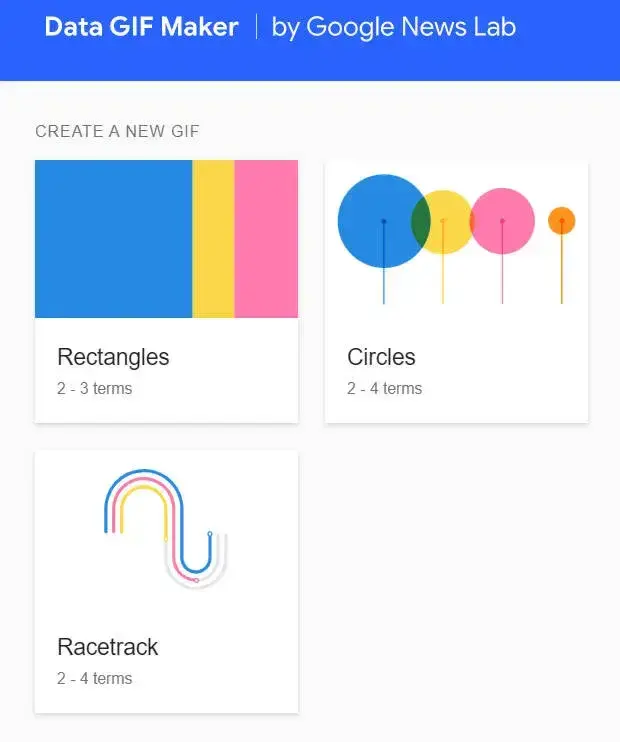 Data GIF Maker | by Google News Lab
CREATE A NEW GIF
Rectangles
2 - 3 terms
Circles
2 - 4 terms
Racetrack
2 - 4 terms